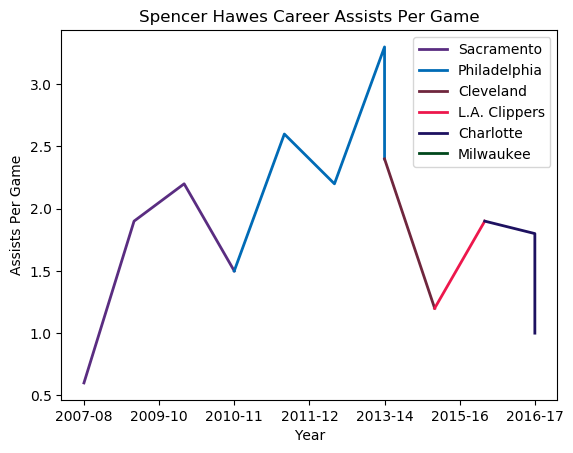 Spencer Hawes Career Assists Per Game
Sacramento
Philadelphia
Cleveland
L.A. Clippers
Charlotte
Milwaukee
Assists Per Game
3.0
2.5
2.0
1.5
1.0
0.5
2007-08 2009-10 2010-11 2011-12 2013-14 2015-16 2016-17
Year